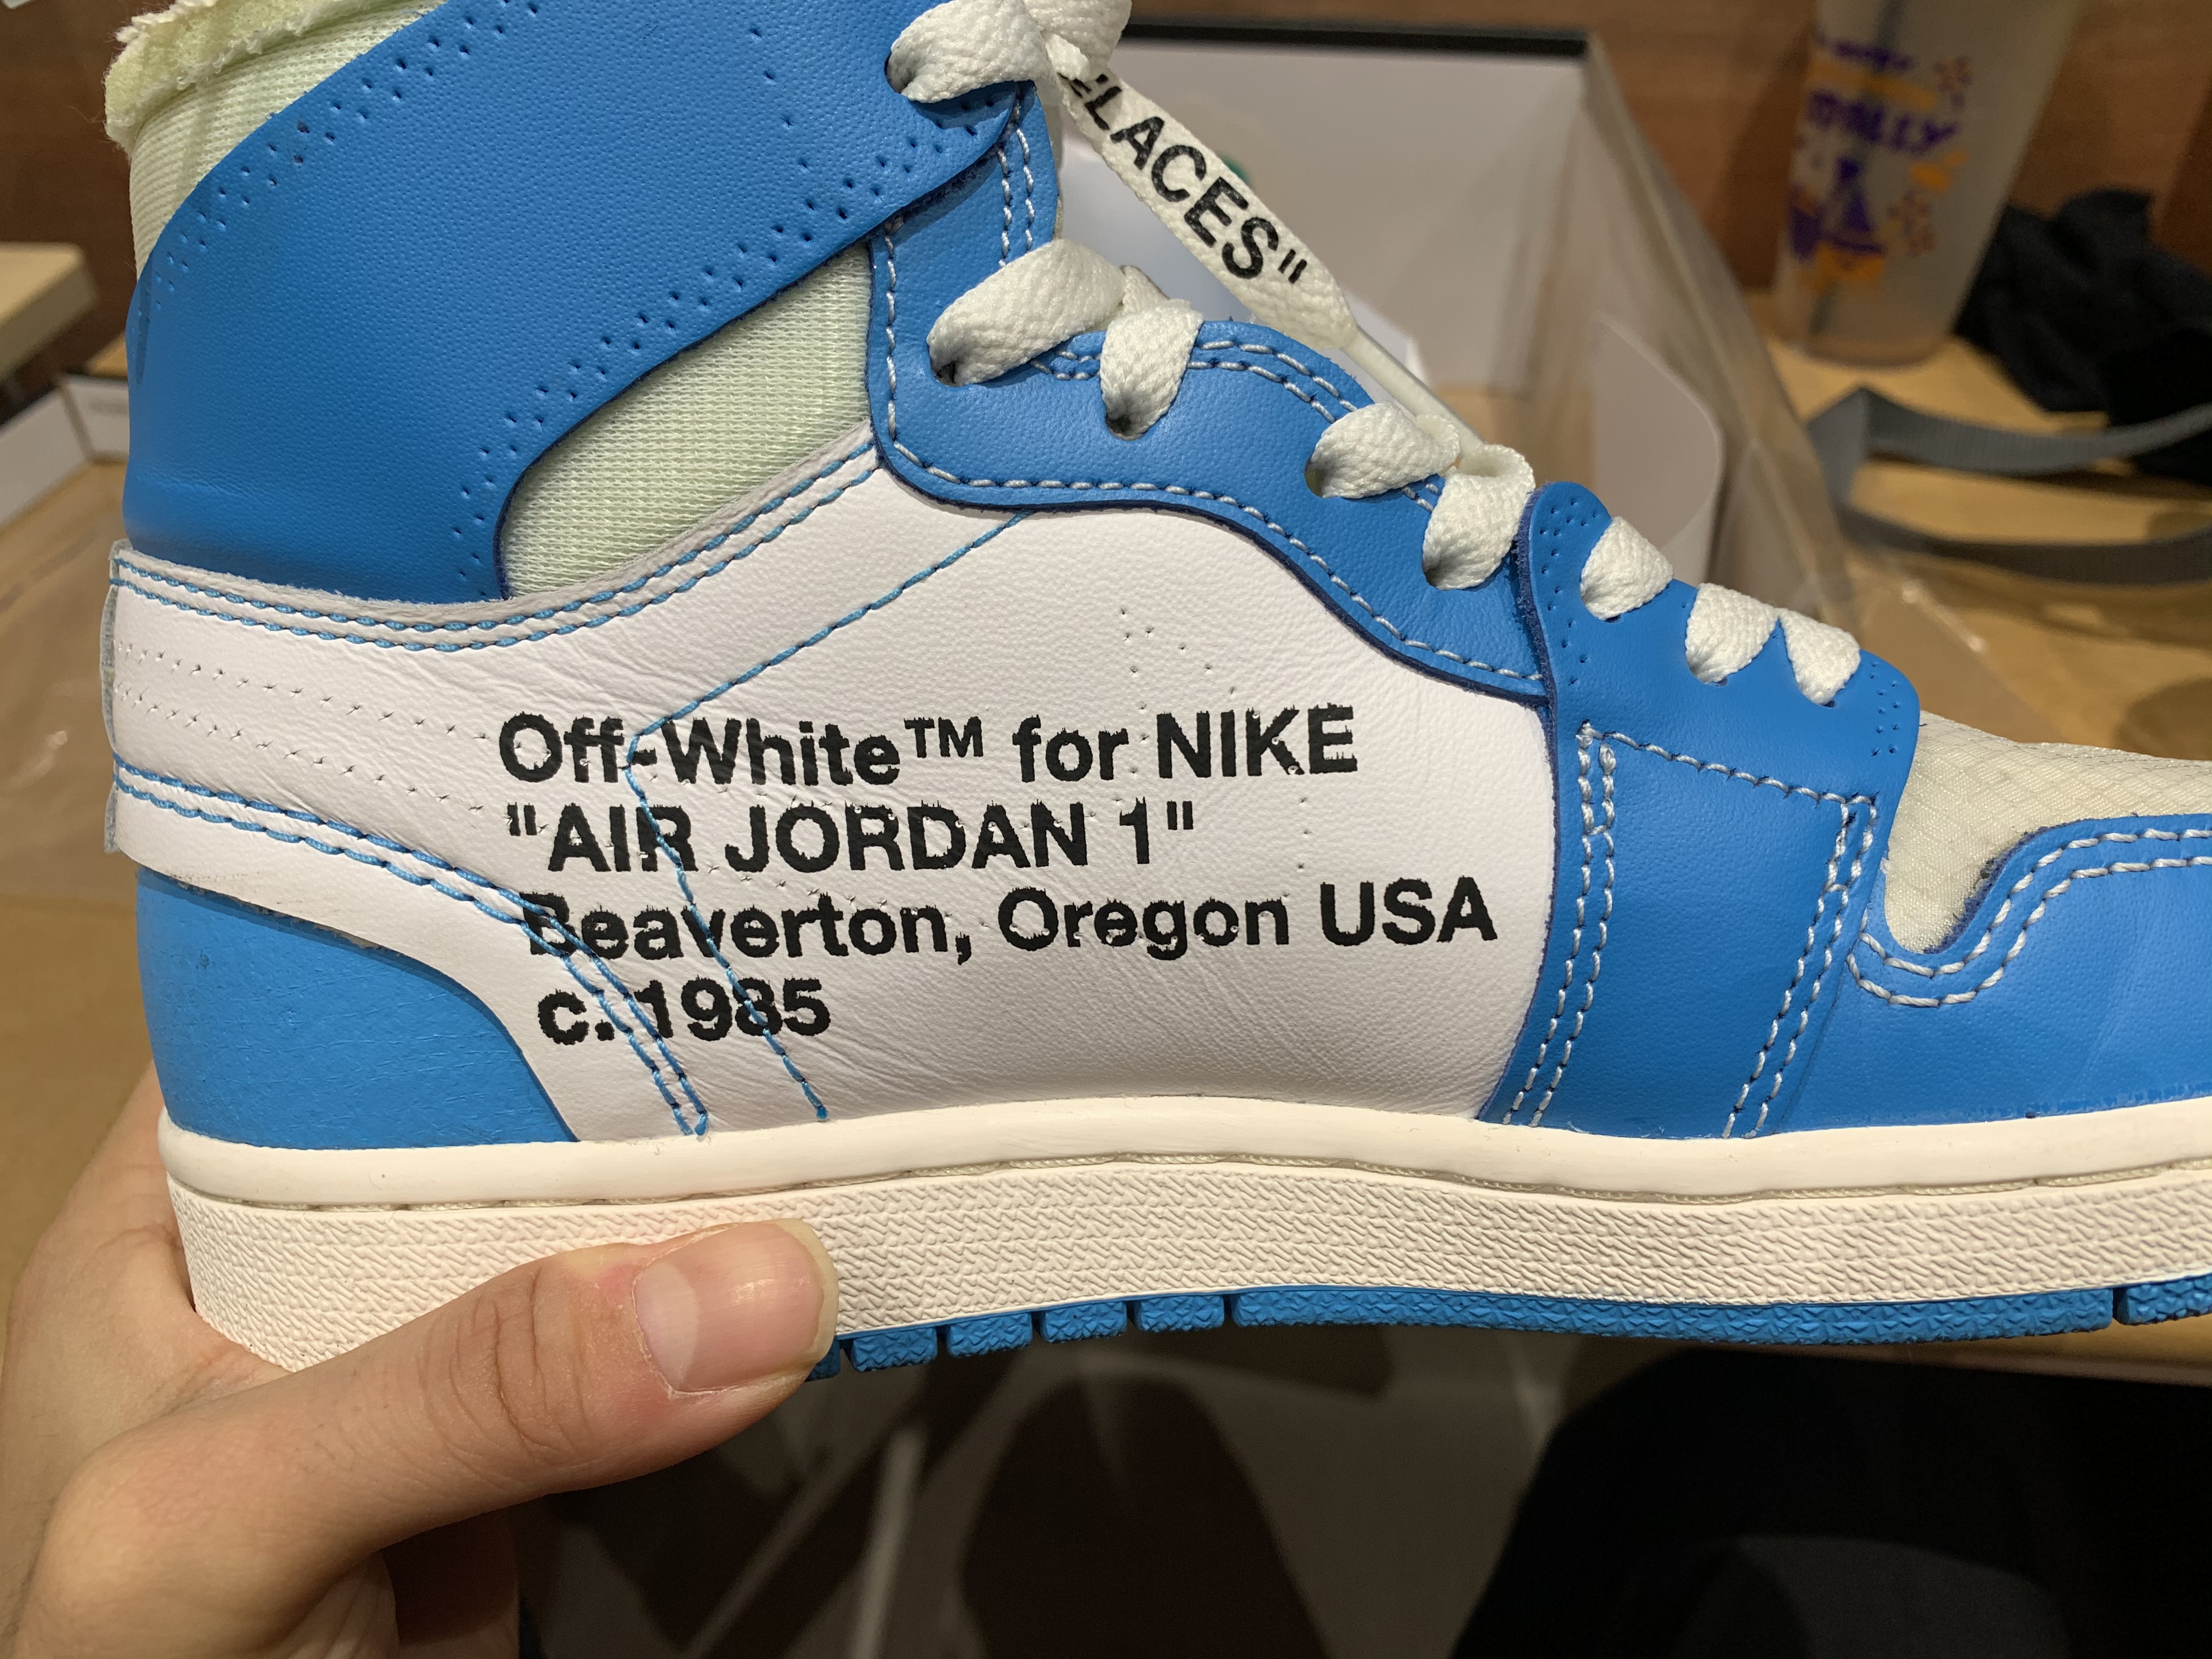 LACES"
Off-White™ for NIKE
"AIR JORDAN 1"
Beaverton, Oregon USA
c. 1985